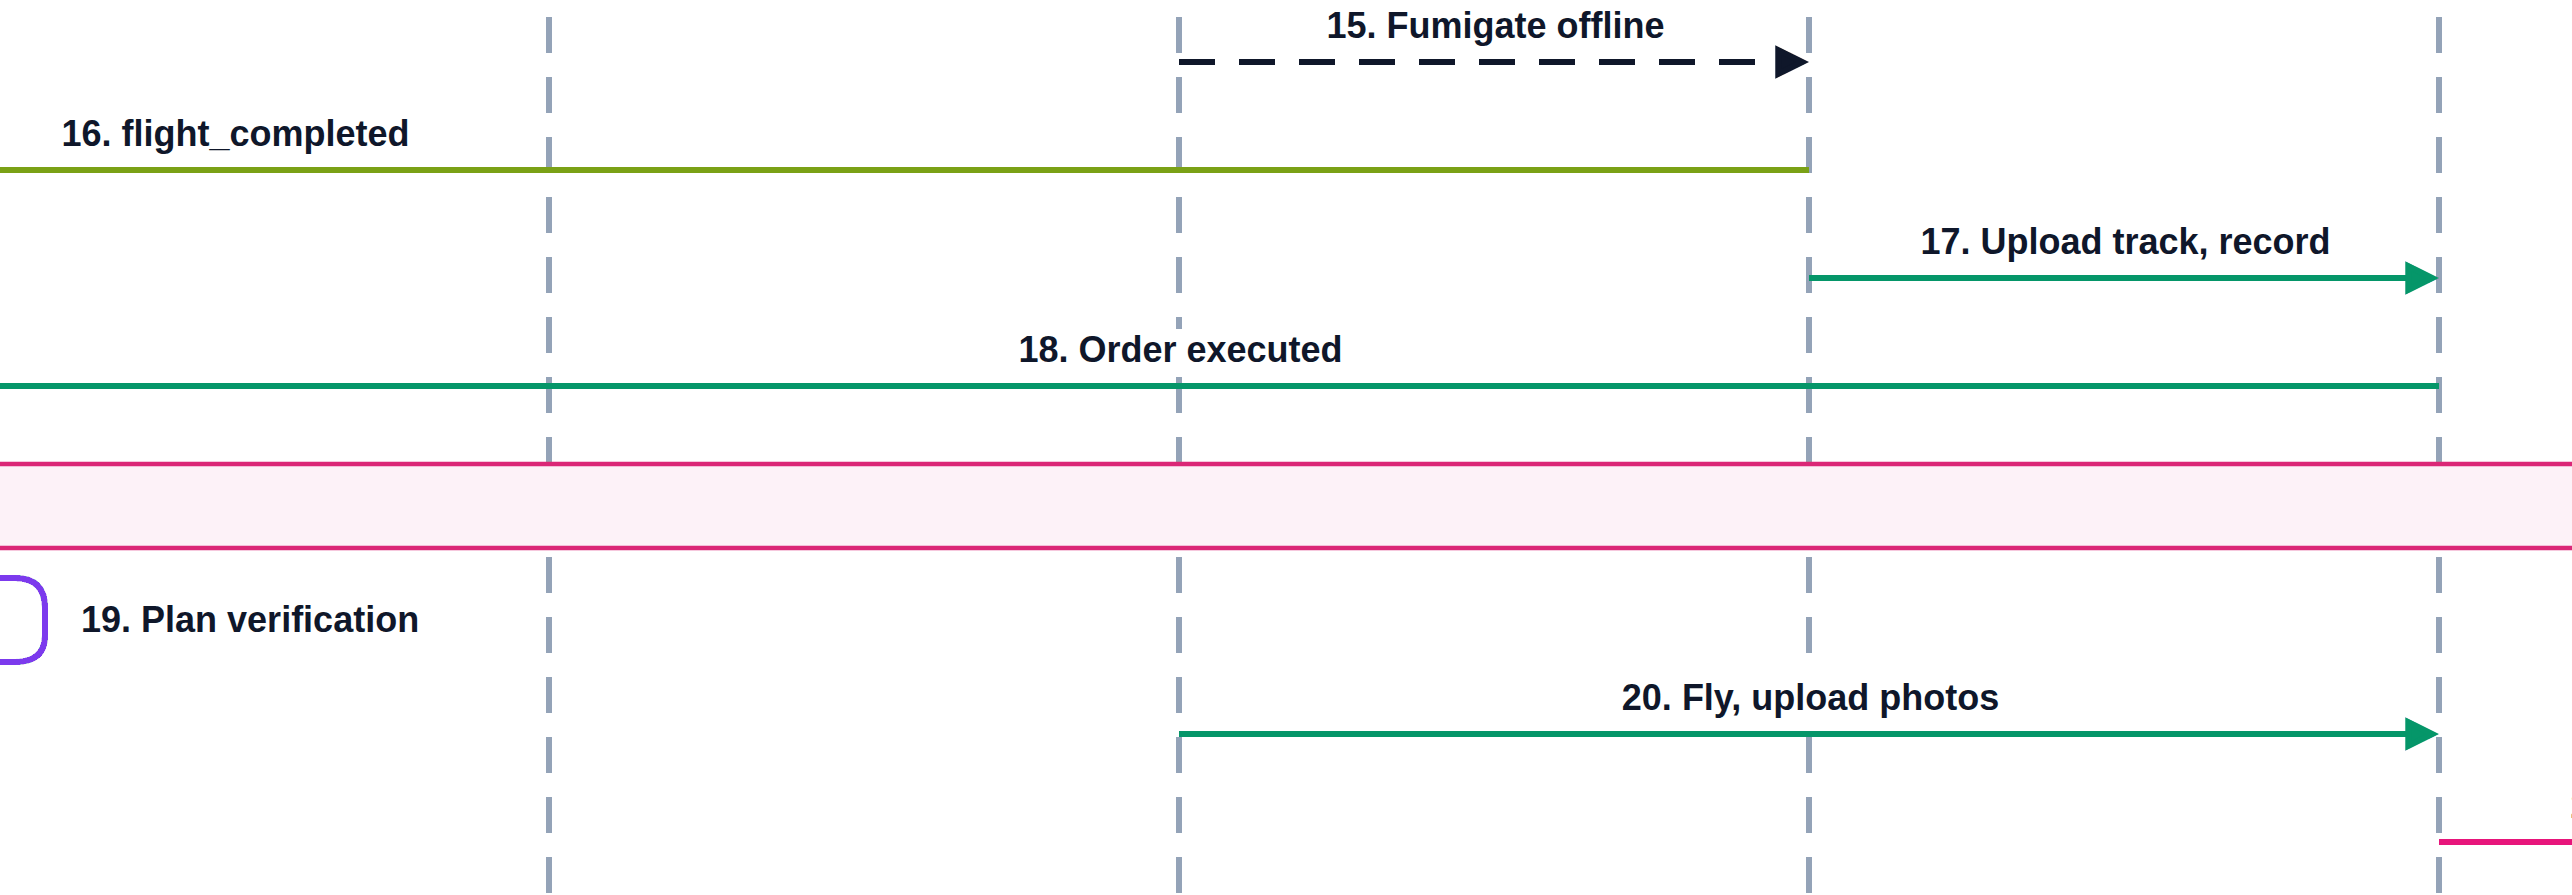 15. Fumigate offline
16. flight_completed
17. Upload track, record
18. Order executed
19. Plan verification
20. Fly, upload photos